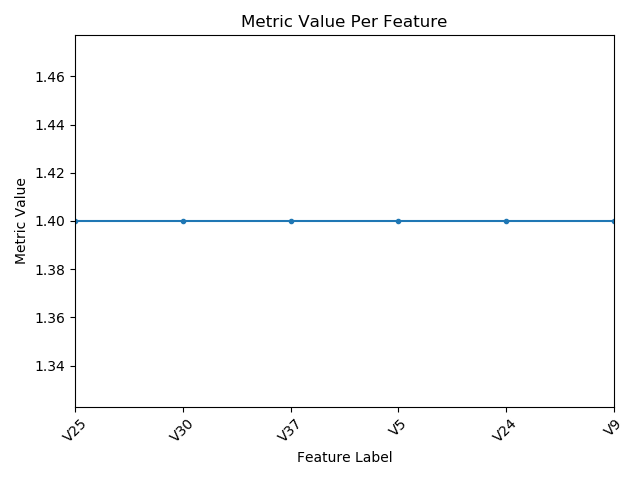 Metric Value Per Feature
Metric Value
1.46
1.44
1.42
1.40
1.38
1.36
1.34
V25
V30
V37
V5
V24
V9
Feature Label